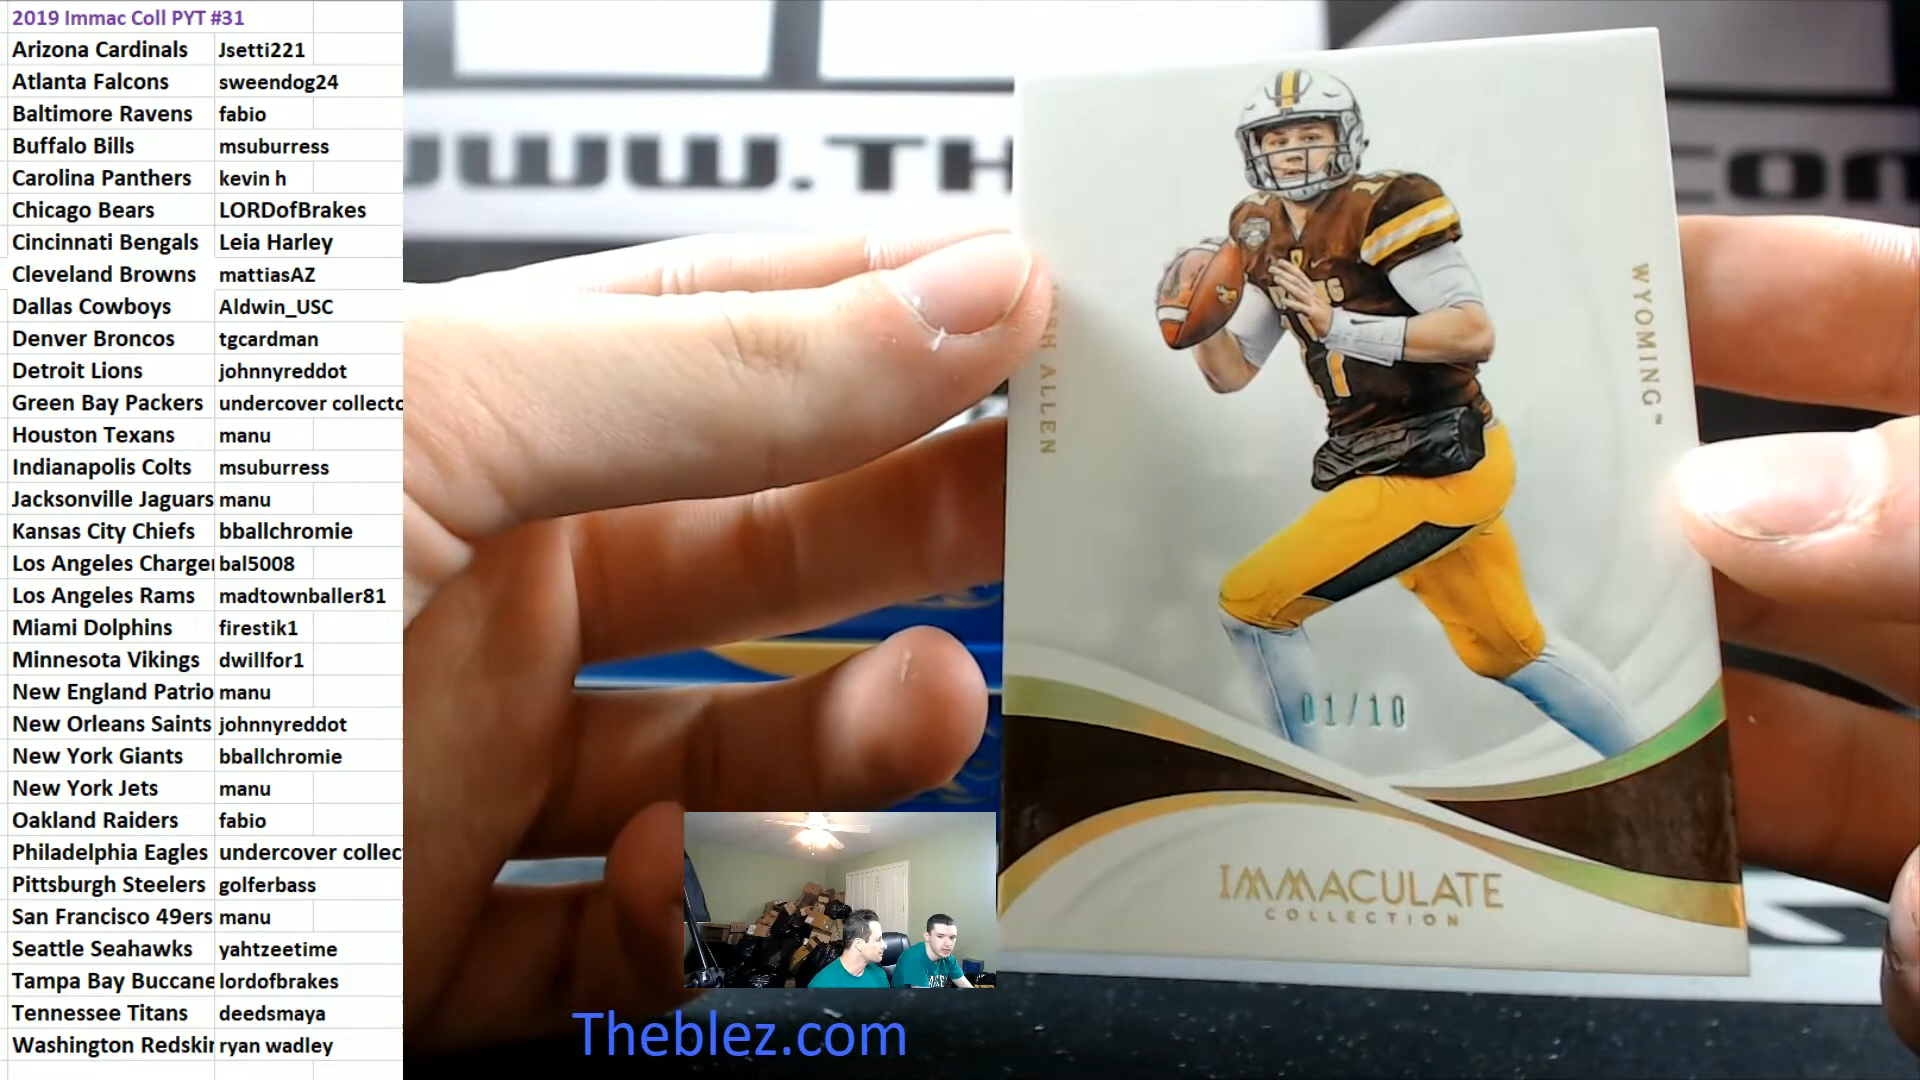 2019 Immac Coll PYT #31
Arizona Cardinals Jsetti221
Atlanta Falcons sweendog24
Baltimore Ravens fabio
Buffalo Bills msuburress
Carolina Panthers kevin h
Chicago Bears LORDofBrakes
Cincinnati Bengals Leia Harley
Cleveland Browns mattiasAZ
Dallas Cowboys Aldwin_USC
Denver Broncos tgcardman
Detroit Lions johnnyreddot
Green Bay Packers undercover collecto
Houston Texans manu
Indianapolis Colts msuburress
Jacksonville Jaguars manu
Kansas City Chiefs bballchromie
Los Angeles Charger bal5008
Los Angeles Rams madtownballer81
Miami Dolphins firestik1
Minnesota Vikings dwillfor1
New England Patrio manu
New Orleans Saints johnnyreddot
New York Giants bballchromie
New York Jets manu
Oakland Raiders fabio
Philadelphia Eagles undercover collec
Pittsburgh Steelers golferbass
San Francisco 49ers manu
Seattle Seahawks yahtzeetime
Tampa Bay Buccane lordofbrakes
Tennessee Titans deedsmaya
Washington Redskin ryan wadley
WWW.TH
.com
ALLEN
WYOMING™
01/10
IMMACULATE
COLLECTION
Theblez.com